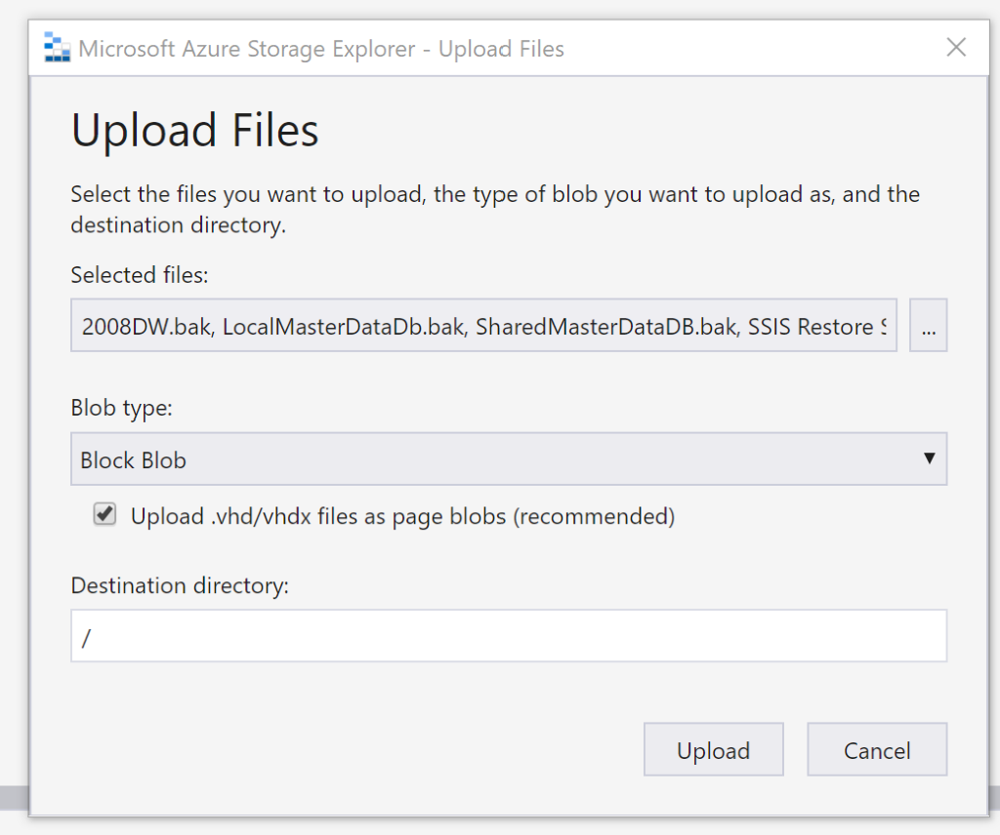 Microsoft Azure Storage Explorer - Upload Files
Upload Files
Select the files you want to upload, the type of blob you want to upload as, and the
destination directory.
Selected files:
2008DW.bak, LocalMasterDataDb.bak, SharedMasterDataDB.bak, SSIS Restore
...
Blob type:
Block Blob
Upload .vhd/vhdx files as page blobs (recommended)
Destination directory:
/
Upload
Cancel